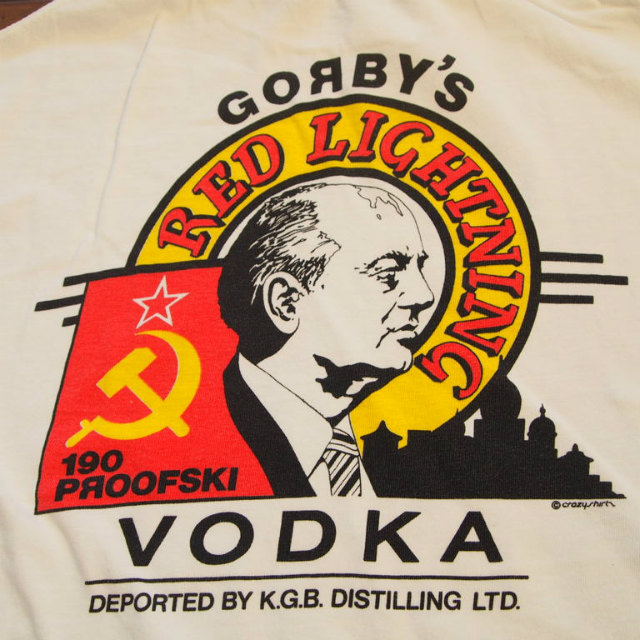 GOЯBY'S
RED LIGHTNING
190
PЯOOFSKI
©crazyshirts
VODKA
DEPORTED BY K.G.B. DISTILLING LTD.